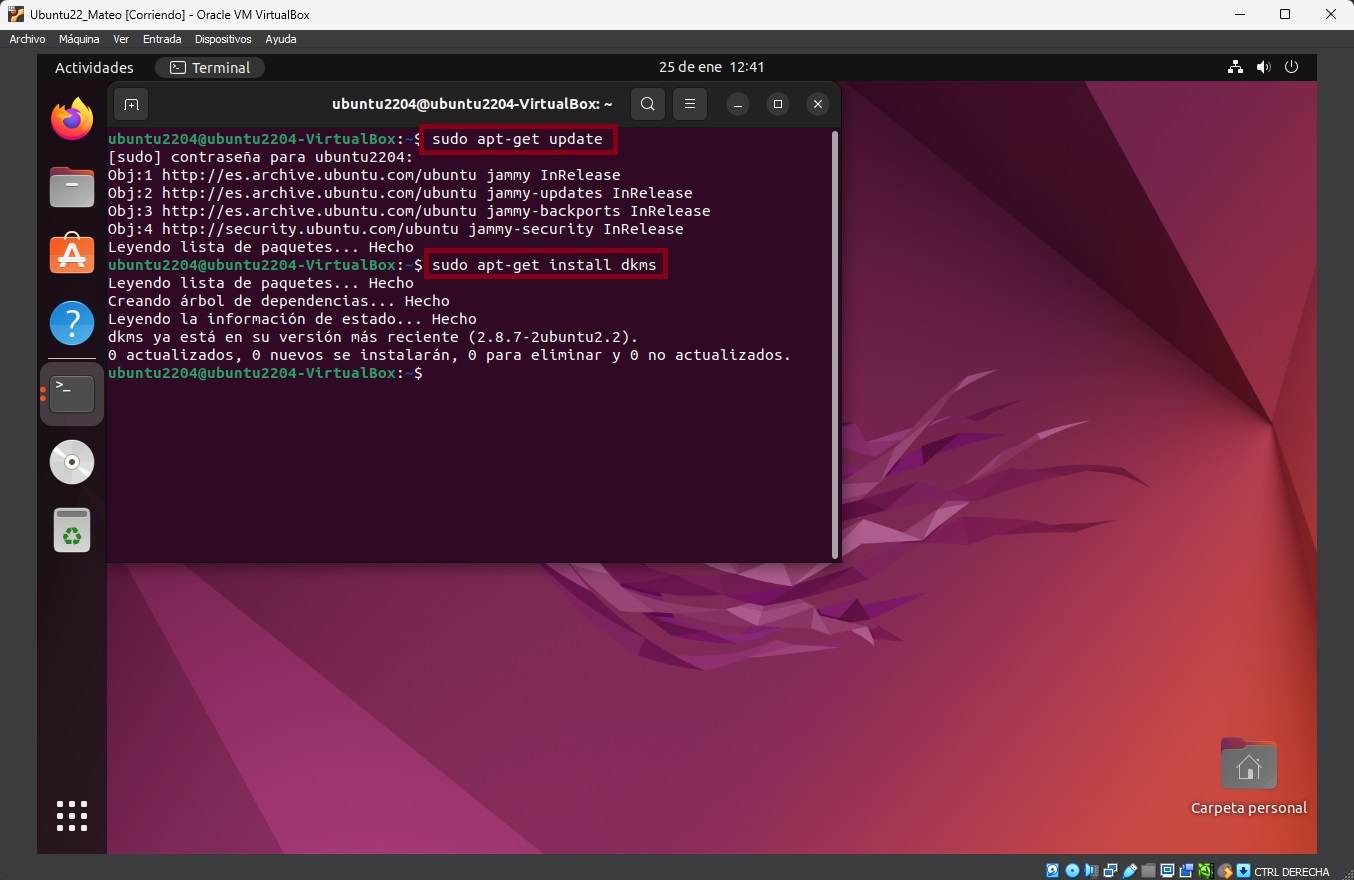 Ubuntu22_Mateo [Corriendo] - Oracle VM VirtualBox
Archivo Máquina Ver Entrada Dispositivos Ayuda
Actividades Terminal 25 de ene 12:41
ubuntu2204@ubuntu2204-VirtualBox: ~
ubuntu2204@ubuntu2204-VirtualBox:~$ sudo apt-get update
[sudo] contraseña para ubuntu2204:
Obj:1 http://es.archive.ubuntu.com/ubuntu jammy InRelease
Obj:2 http://es.archive.ubuntu.com/ubuntu jammy-updates InRelease
Obj:3 http://es.archive.ubuntu.com/ubuntu jammy-backports InRelease
Obj:4 http://security.ubuntu.com/ubuntu jammy-security InRelease
Leyendo lista de paquetes... Hecho
ubuntu2204@ubuntu2204-VirtualBox:~$ sudo apt-get install dkms
Leyendo lista de paquetes... Hecho
Creando árbol de dependencias... Hecho
Leyendo la información de estado... Hecho
dkms ya está en su versión más reciente (2.8.7-2ubuntu2.2).
0 actualizados, 0 nuevos se instalarán, 0 para eliminar y 0 no actualizados.
ubuntu2204@ubuntu2204-VirtualBox:~$
Carpeta personal
CTRL DERECHA